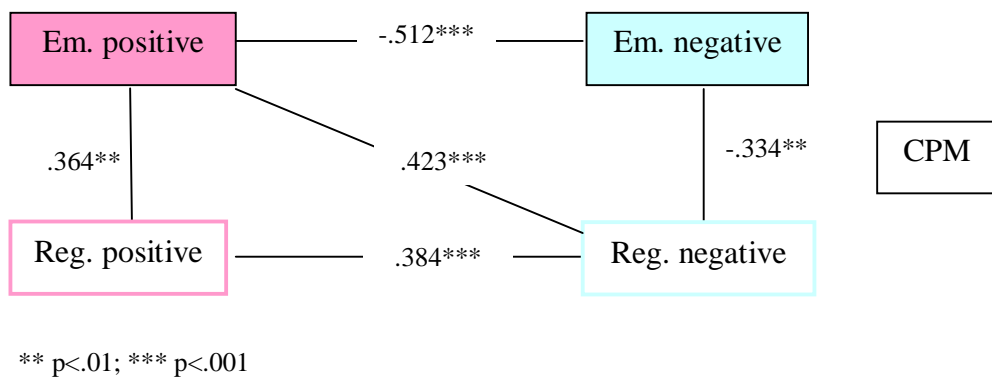 Em. positive
-.512***
Em. negative
.364**
.423***
-.334**
CPM
Reg. positive
.384***
Reg. negative
** p<.01; *** p<.001